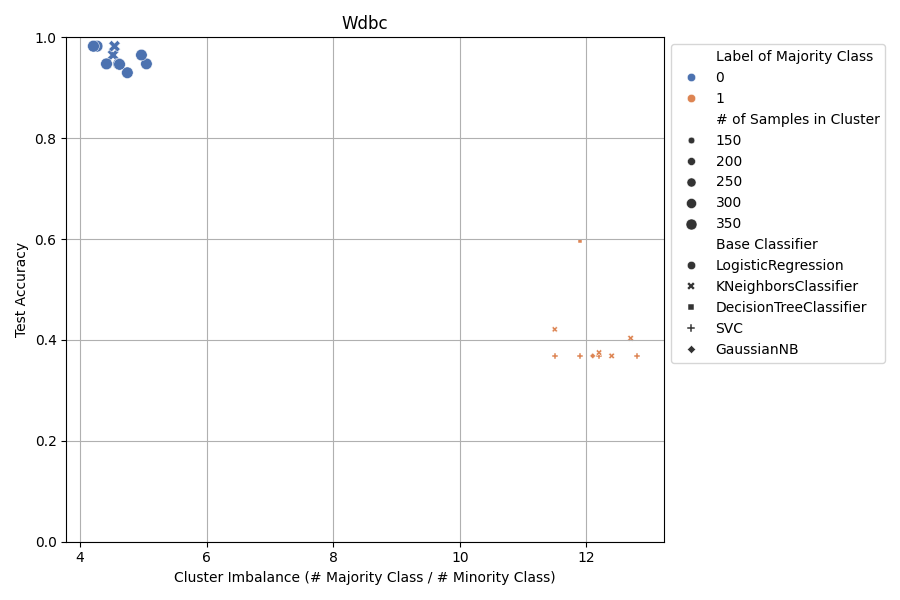 Wdbc
1.0
0.8
0.6
0.4
0.2
0.0
Test Accuracy
4
6
8
10
12
Cluster Imbalance (# Majority Class / # Minority Class)
Label of Majority Class
0
1
# of Samples in Cluster
150
200
250
300
350
Base Classifier
LogisticRegression
KNeighborsClassifier
DecisionTreeClassifier
SVC
GaussianNB